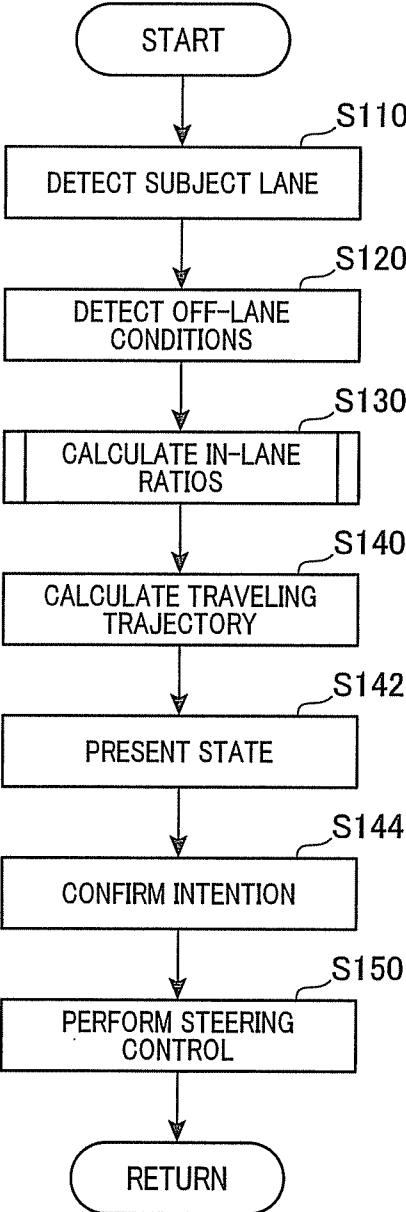 START
S110
DETECT SUBJECT LANE
S120
DETECT OFF-LANE
CONDITIONS
S130
CALCULATE IN-LANE
RATIOS
S140
CALCULATE TRAVELING
TRAJECTORY
S142
PRESENT STATE
S144
CONFIRM INTENTION
S150
PERFORM STEERING
CONTROL
RETURN